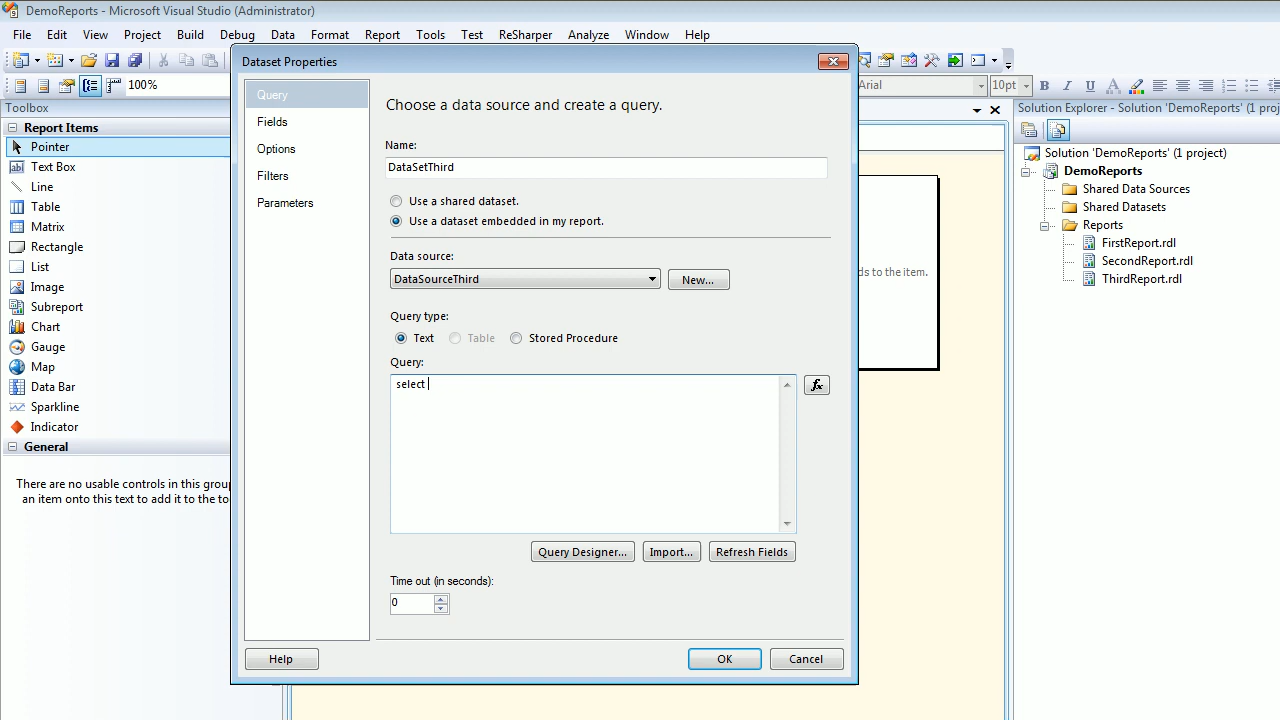 DemoReports - Microsoft Visual Studio (Administrator)
File Edit View Project Build Debug Data Format Report Tools Test ReSharper Analyze Window Help
100%
Arial
10pt
B I U A
Toolbox
Report Items
Pointer
Text Box
Line
Table
Matrix
Rectangle
List
Image
Subreport
Chart
Gauge
Map
Data Bar
Sparkline
Indicator
General
There are no usable controls in this grou
an item onto this text to add it to the to
Dataset Properties
Query
Fields
Options
Filters
Parameters
Choose a data source and create a query.
Name:
DataSetThird
Use a shared dataset.
Use a dataset embedded in my report.
Data source:
DataSourceThird
New...
Query type:
Text Table Stored Procedure
Query:
select
fx
Query Designer... Import... Refresh Fields
Time out (in seconds):
0
Help OK Cancel
ds to the item.
Solution Explorer - Solution 'DemoReports' (1 proj
Solution 'DemoReports' (1 project)
DemoReports
Shared Data Sources
Shared Datasets
Reports
FirstReport.rdl
SecondReport.rdl
ThirdReport.rdl